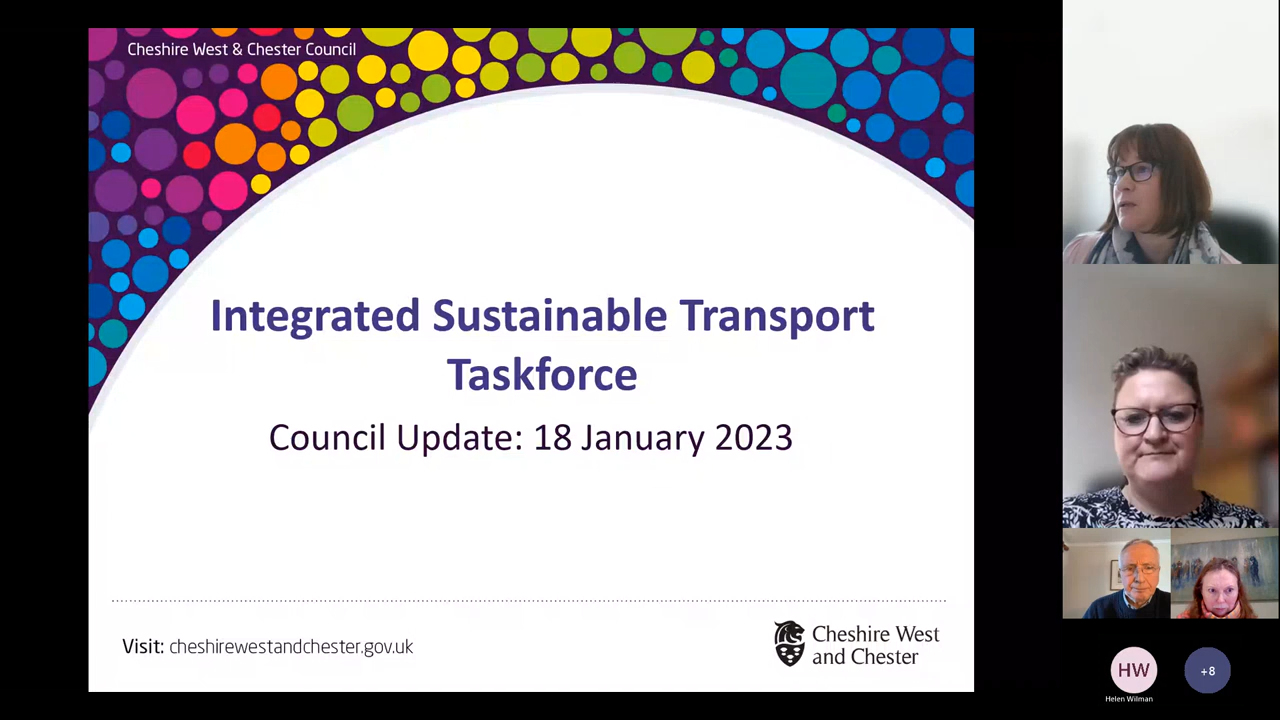 Cheshire West & Chester Council
Integrated Sustainable Transport
Taskforce
Council Update: 18 January 2023
Visit: cheshirewestandchester.gov.uk
Cheshire West
and Chester
HW
+8
Helen Wilman